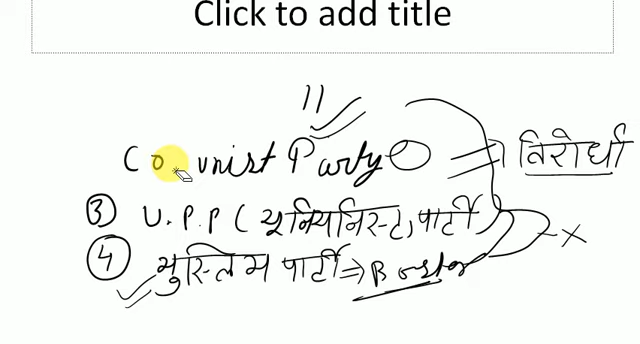 Click to add title
11
Co unist Party विरोधी
③ U.P.P ( यूनियनिस्ट, पार्टी )
④ मुस्लिम पार्टी ⇒ x